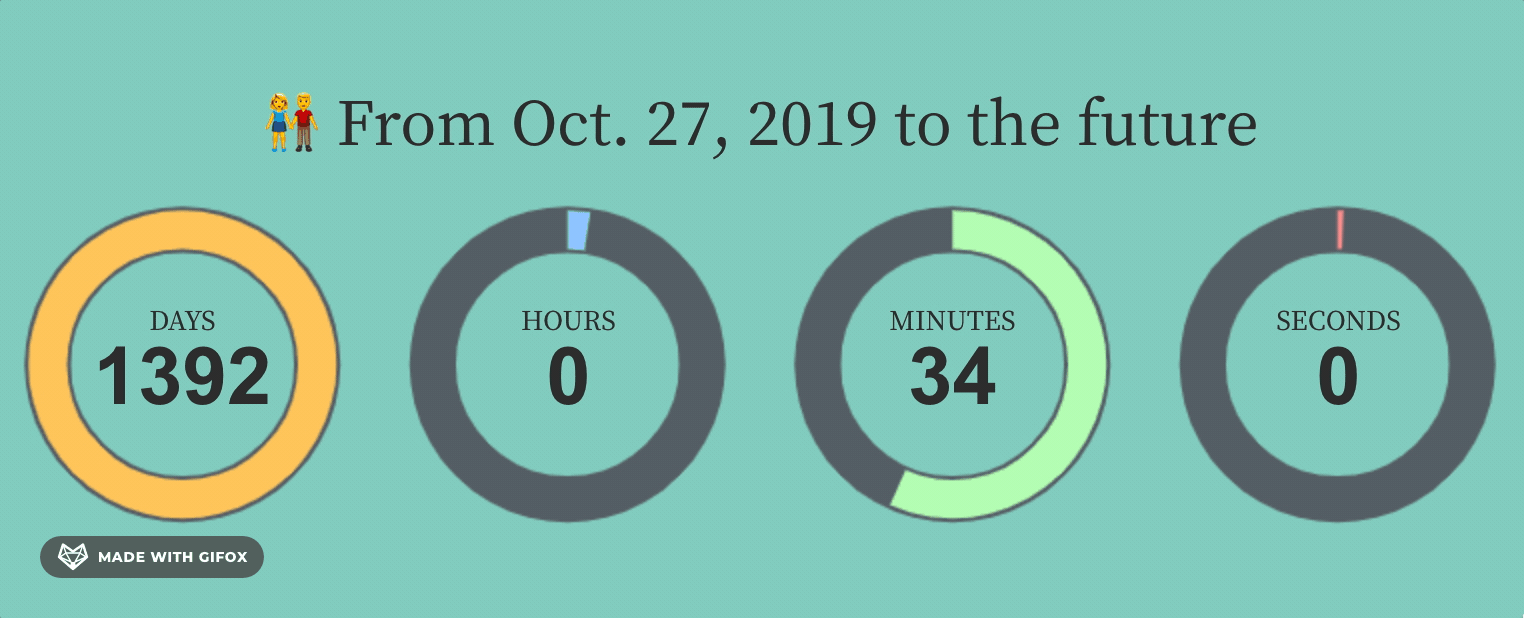 From Oct. 27, 2019 to the future
DAYS
1392
HOURS
0
MINUTES
34
SECONDS
0
MADE WITH GIFOX